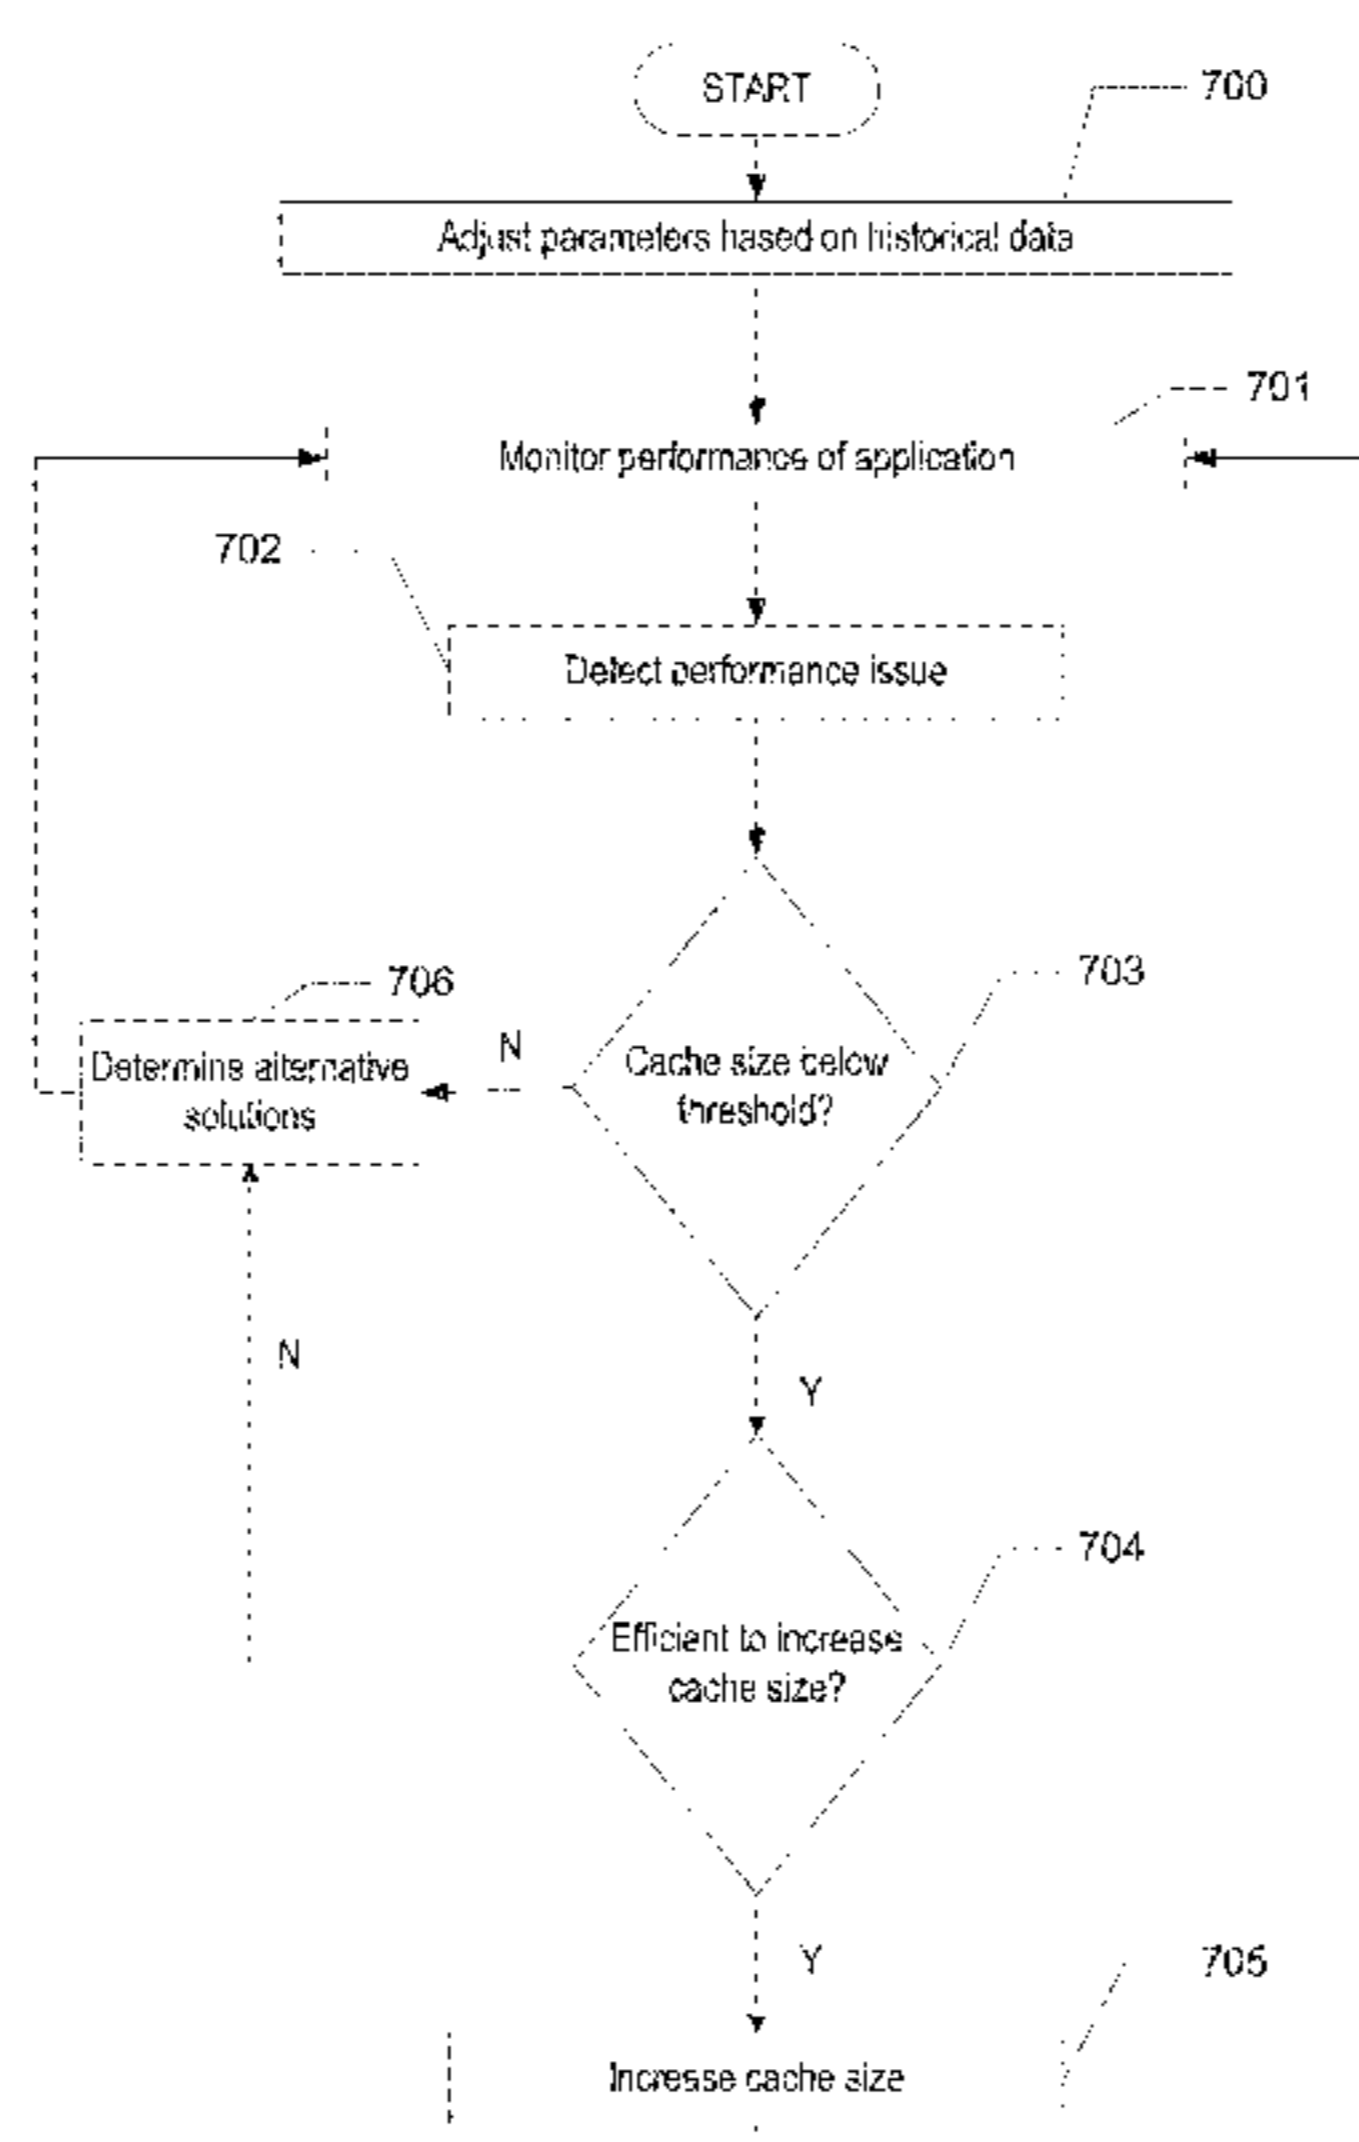 START
700
Adjust parameters based on historical data
701
Monitor performance of application
702
Detect performance issue
703
Cache size below
threshold?
N
706
Determine alternative
solutions
N
Y
704
Efficient to increase
cache size?
Y
705
Increase cache size